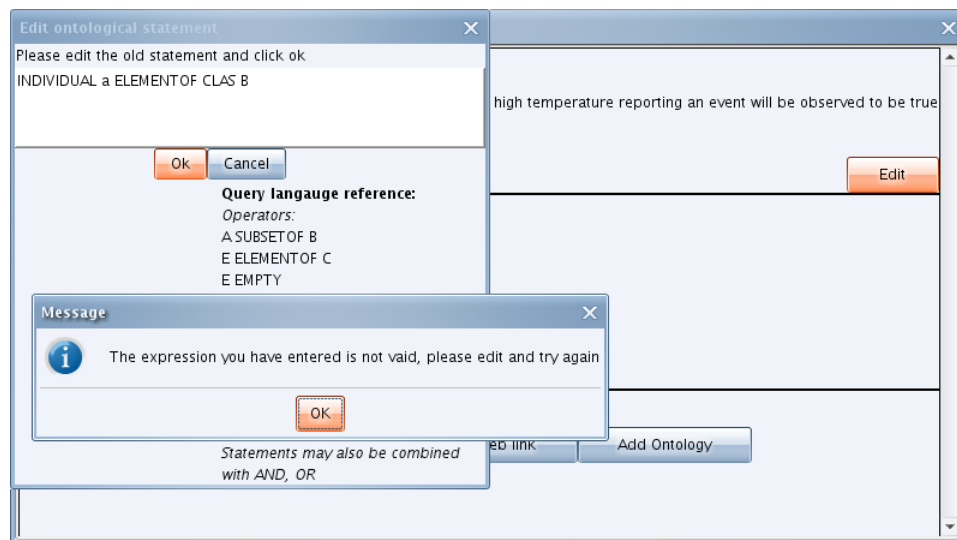 Edit ontological statement
Please edit the old statement and click ok
INDIVIDUAL a ELEMENTOF CLAS B
high temperature reporting an event will be observed to be true
Ok Cancel
Edit
Query langauge reference:
Operators:
A SUBSETOF B
E ELEMENTOF C
E EMPTY
Message
The expression you have entered is not vaid, please edit and try again
OK
link Add Ontology
Statements may also be combined
with AND, OR